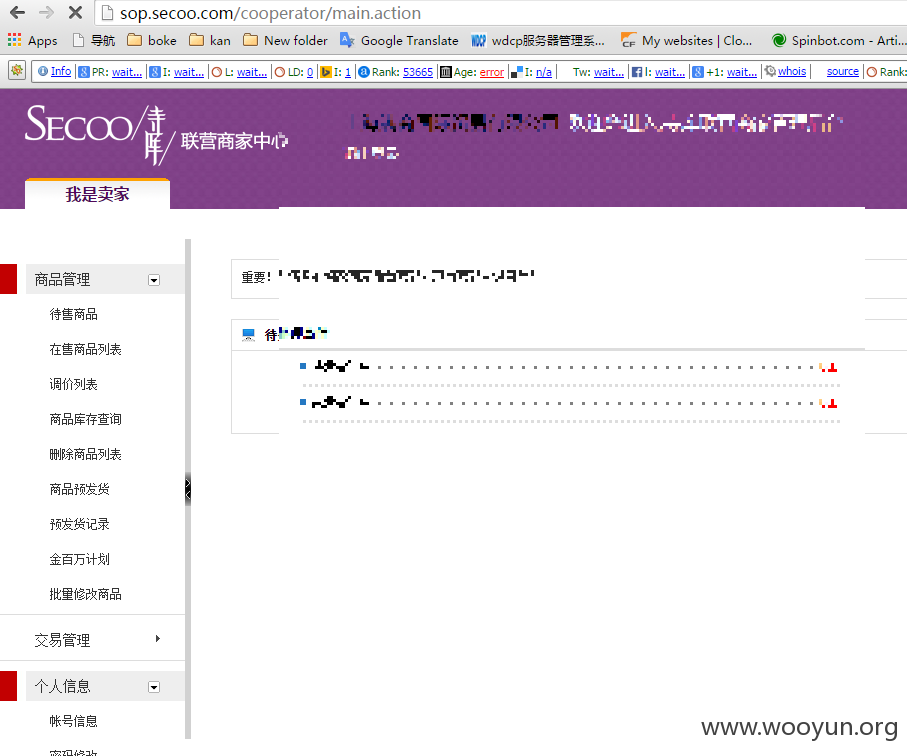 sop.secoo.com/cooperator/main.action
Apps 导航 boke kan New folder Google Translate wdcp服务器管理系... My websites | Clo... Spinbot.com - Arti...
Info PR: wait... I: wait... L: wait... LD: 0 I: 1 Rank: 53665 Age: error I: n/a Tw: wait... l: wait... +1: wait... whois source Rank:
SECOO/寺库/ 联营商家中心
我是卖家
商品管理
重要!
待售商品
待
在售商品列表
调价列表
商品库存查询
删除商品列表
商品预发货
预发货记录
金百万计划
批量修改商品
交易管理
个人信息
帐号信息
密码修改
www.wooyun.org